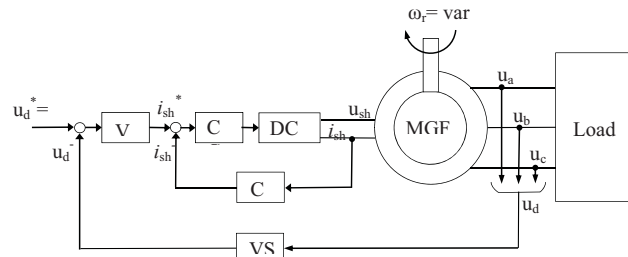 ωr= var
ua
ud*=
ish*
ush
ish
ish-
ud-
V
C
DC
MGF
ub
uc
Load
C
ud
VS